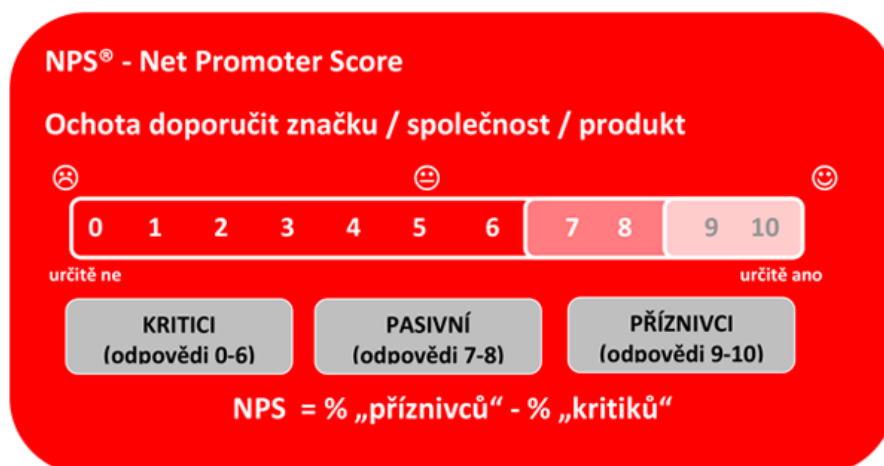 NPS® - Net Promoter Score
Ochota doporučit značku / společnost / produkt
0 1 2 3 4 5 6 7 8 9 10
určitě ne určitě ano
KRITICI
(odpovědi 0-6)
PASIVNÍ
(odpovědi 7-8)
PŘÍZNIVCI
(odpovědi 9-10)
NPS = % „příznivců“ - % „kritiků“